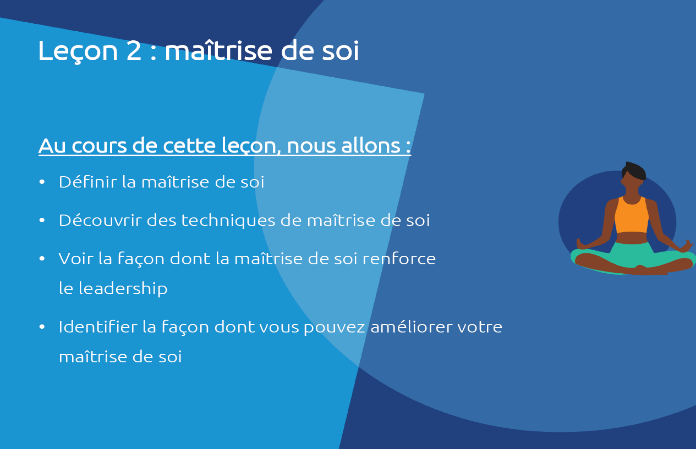 Leçon 2 : maîtrise de soi
Au cours de cette leçon, nous allons :
• Définir la maîtrise de soi
• Découvrir des techniques de maîtrise de soi
• Voir la façon dont la maîtrise de soi renforce
le leadership
• Identifier la façon dont vous pouvez améliorer votre
maîtrise de soi